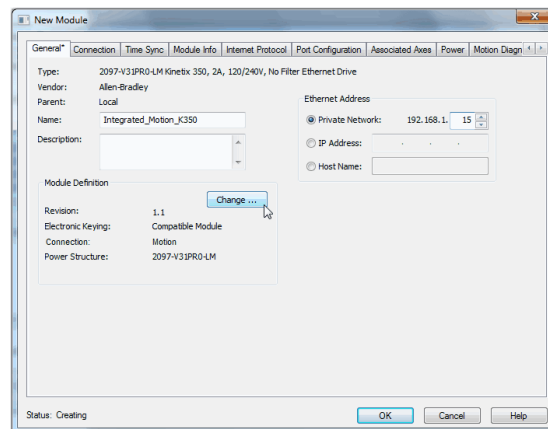 New Module
General* Connection Time Sync Module Info Internet Protocol Port Configuration Associated Axes Power Motion Diagn
Type: 2097-V31PR0-LM Kinetix 350, 2A, 120/240V, No Filter Ethernet Drive
Vendor: Allen-Bradley
Parent: Local
Name: Integrated_Motion_K350
Description:
Ethernet Address
Private Network: 192.168.1. 15
IP Address: . . .
Host Name:
Module Definition
Change ...
Revision: 1.1
Electronic Keying: Compatible Module
Connection: Motion
Power Structure: 2097-V31PR0-LM
Status: Creating
OK Cancel Help